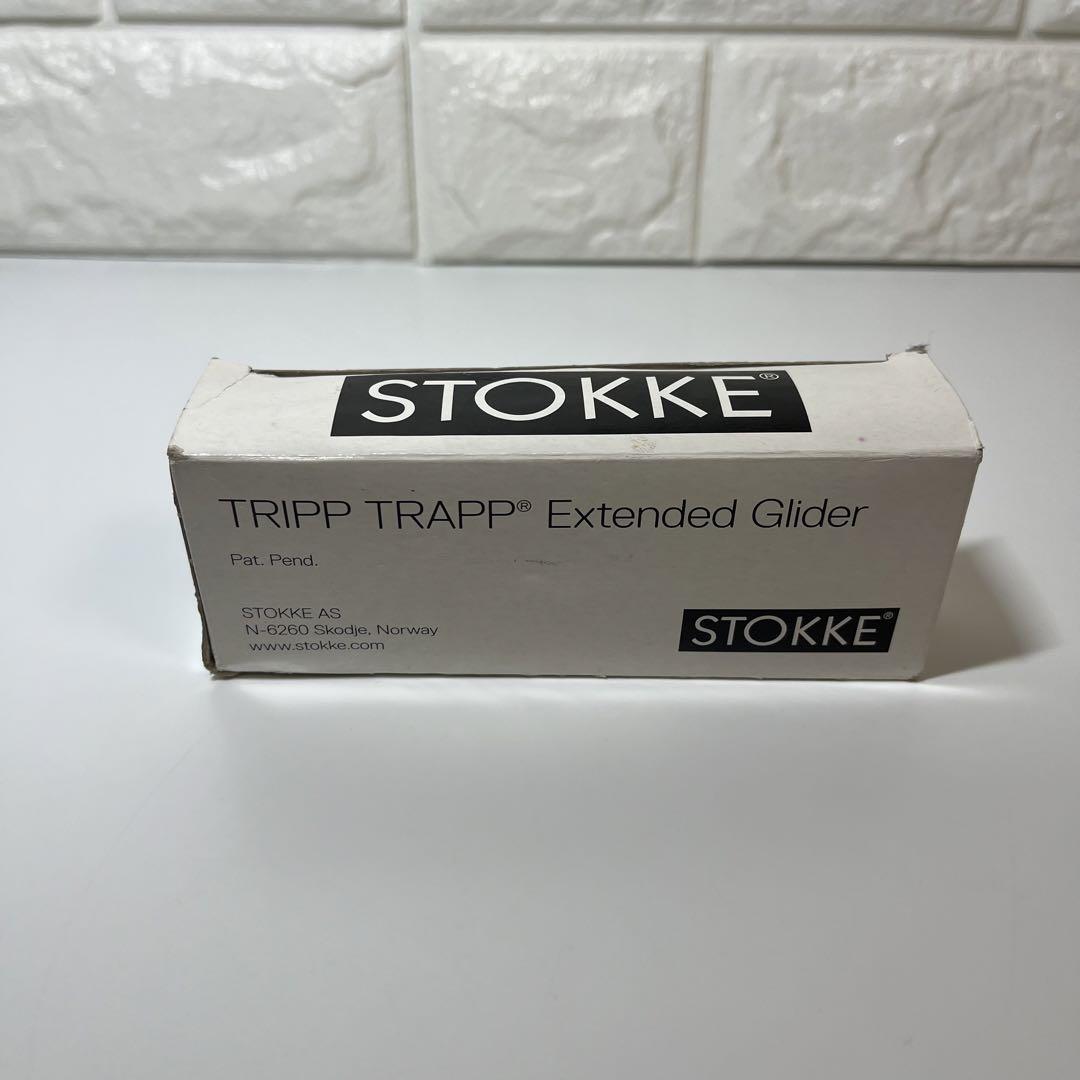 STOKKE®
TRIPP TRAPP® Extended Glider
Pat. Pend.
STOKKE AS
N-6260 Skodje, Norway
www.stokke.com
STOKKE®